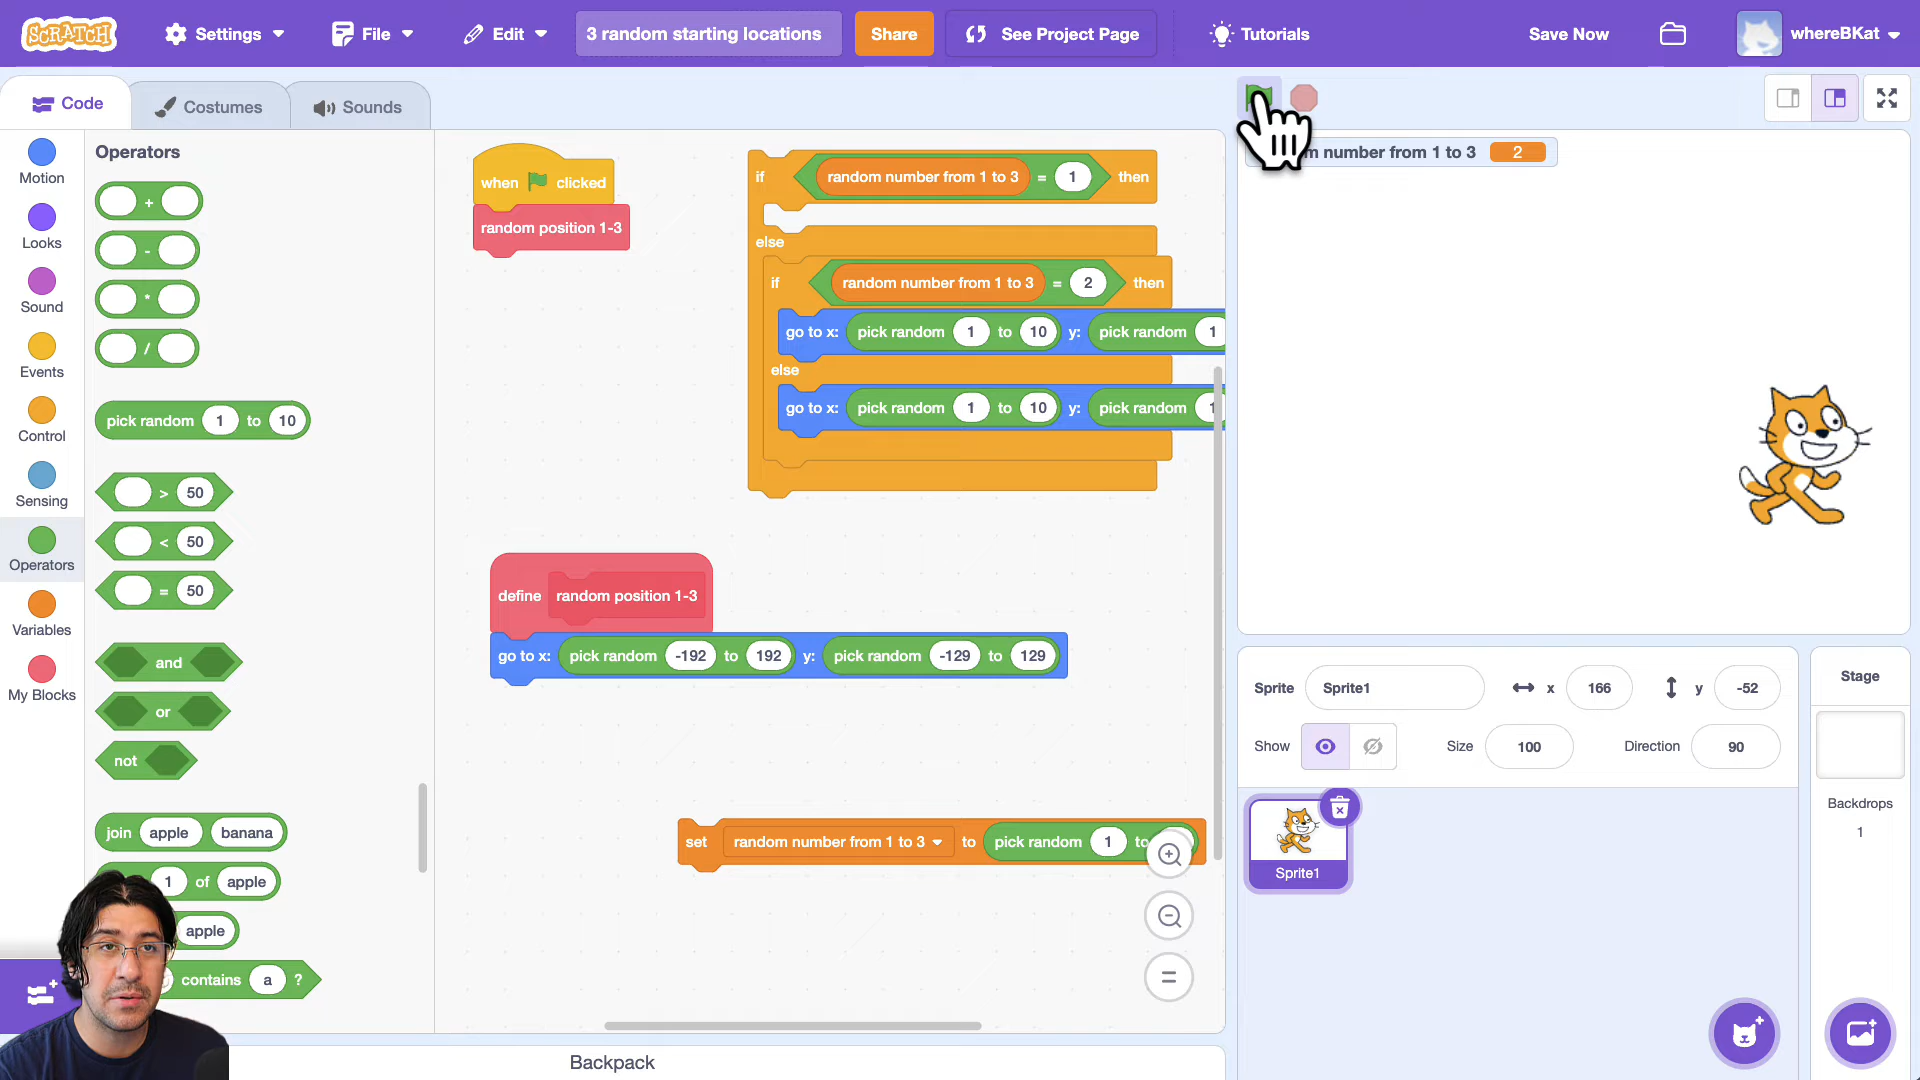 SCRATCH
Settings
File
Edit
3 random starting locations
Share
See Project Page
Tutorials
Save Now
whereBKat
Code
Costumes
Sounds
Motion
Looks
Sound
Events
Control
Sensing
Operators
Variables
My Blocks
Operators
+
-
*
/
pick random 1 to 10
> 50
< 50
= 50
and
or
not
join apple banana
1 of apple
apple
contains a ?
when clicked
random position 1-3
if random number from 1 to 3 = 1 then
else
if random number from 1 to 3 = 2 then
go to x: pick random 1 to 10 y: pick random 1
else
go to x: pick random 1 to 10 y: pick random 1
define random position 1-3
go to x: pick random -192 to 192 y: pick random -129 to 129
set random number from 1 to 3 to pick random 1 to
Backpack
number from 1 to 3 2
Sprite Sprite1 x 166 y -52
Show Size 100 Direction 90
Sprite1
Stage
Backdrops
1